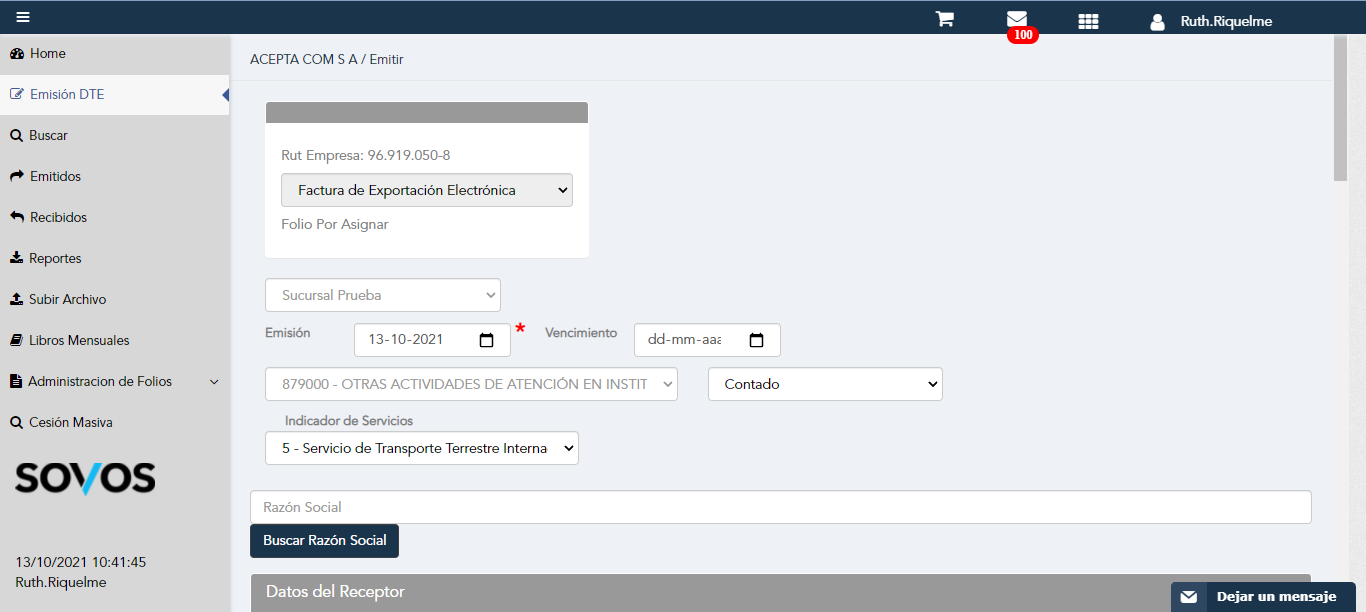 Ruth.Riquelme
100
Home
Emisión DTE
Buscar
Emitidos
Recibidos
Reportes
Subir Archivo
Libros Mensuales
Administracion de Folios
Cesión Masiva
SOVOS
13/10/2021 10:41:45
Ruth.Riquelme
ACEPTA COM S A / Emitir
Rut Empresa: 96.919.050-8
Factura de Exportación Electrónica
Folio Por Asignar
Sucursal Prueba
Emisión 13-10-2021 * Vencimiento dd-mm-aaa
879000 - OTRAS ACTIVIDADES DE ATENCIÓN EN INSTIT Contado
Indicador de Servicios
5 - Servicio de Transporte Terrestre Interna
Razón Social
Buscar Razón Social
Datos del Receptor
Dejar un mensaje